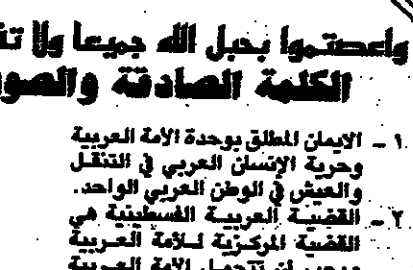 واعتصموا بحبل الله جميعا ولا
الكلمة الصادقة
١ ـ الايمان المطلق بوحدة الأمة العربية
وحرية الإنسان العربي في التنقل
والعيش في الوطن العربي الواحد.
٢ ـ القضية العربية الفلسطينية هي
القضية المركزية للأمة العربية